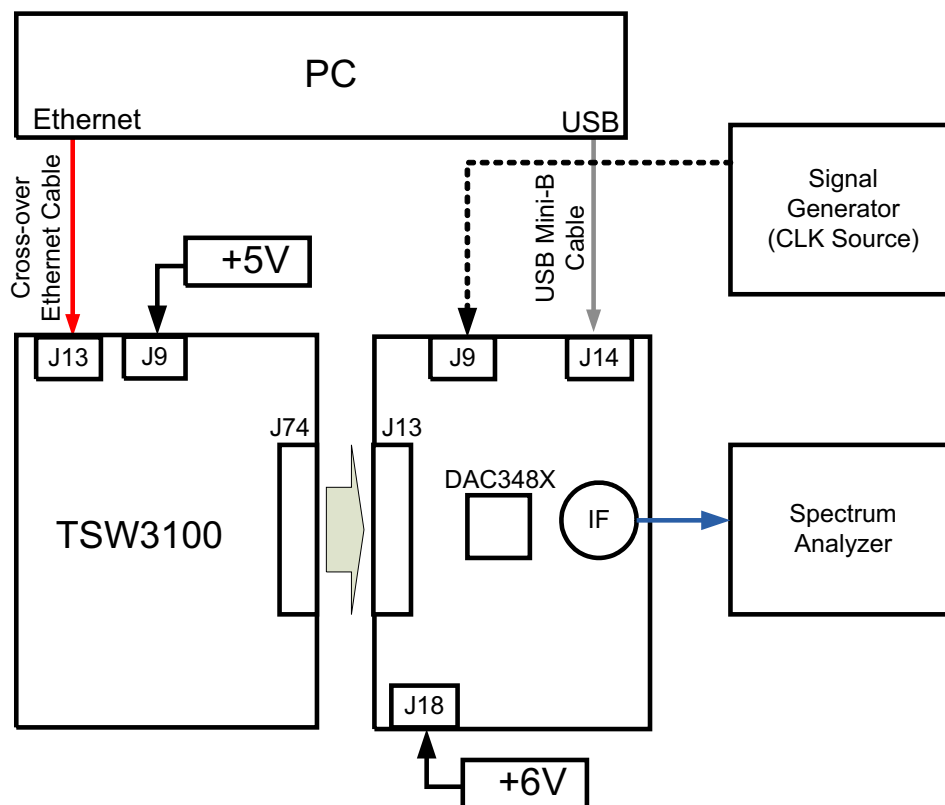 PC
Ethernet
USB
Cross-over
Ethernet Cable
USB Mini-B
Cable
Signal
Generator
(CLK Source)
+5V
J13
J9
J9
J14
J74
J13
DAC348X
TSW3100
IF
Spectrum
Analyzer
J18
+6V